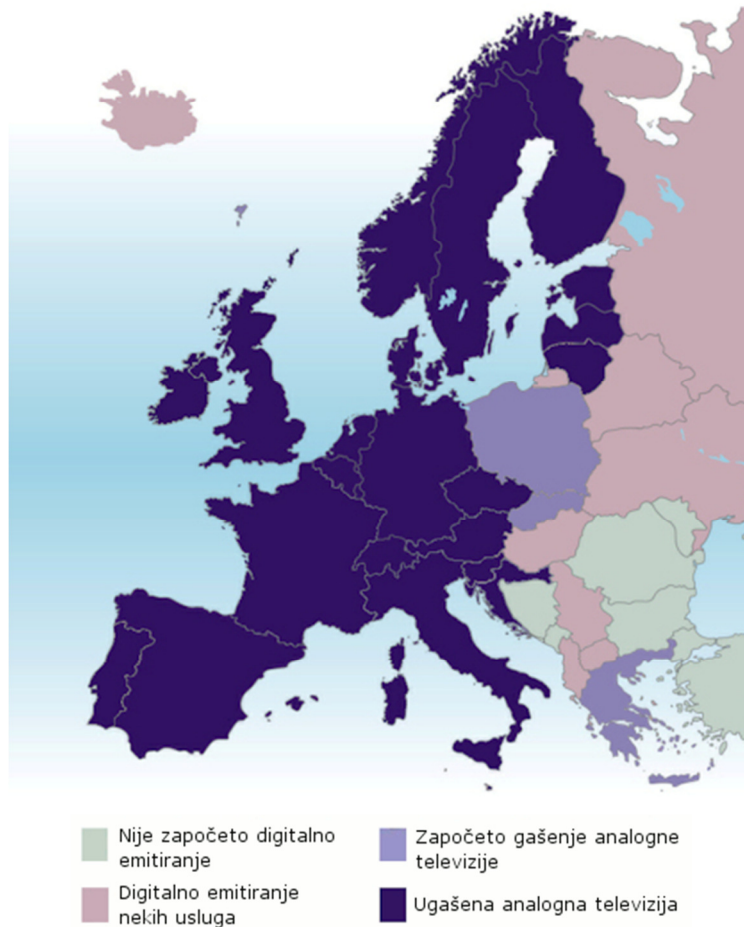 Nije započeto digitalno
emitiranje
Započeto gašenje analogne
televizije
Digitalno emitiranje
nekih usluga
Ugašena analogna televizija